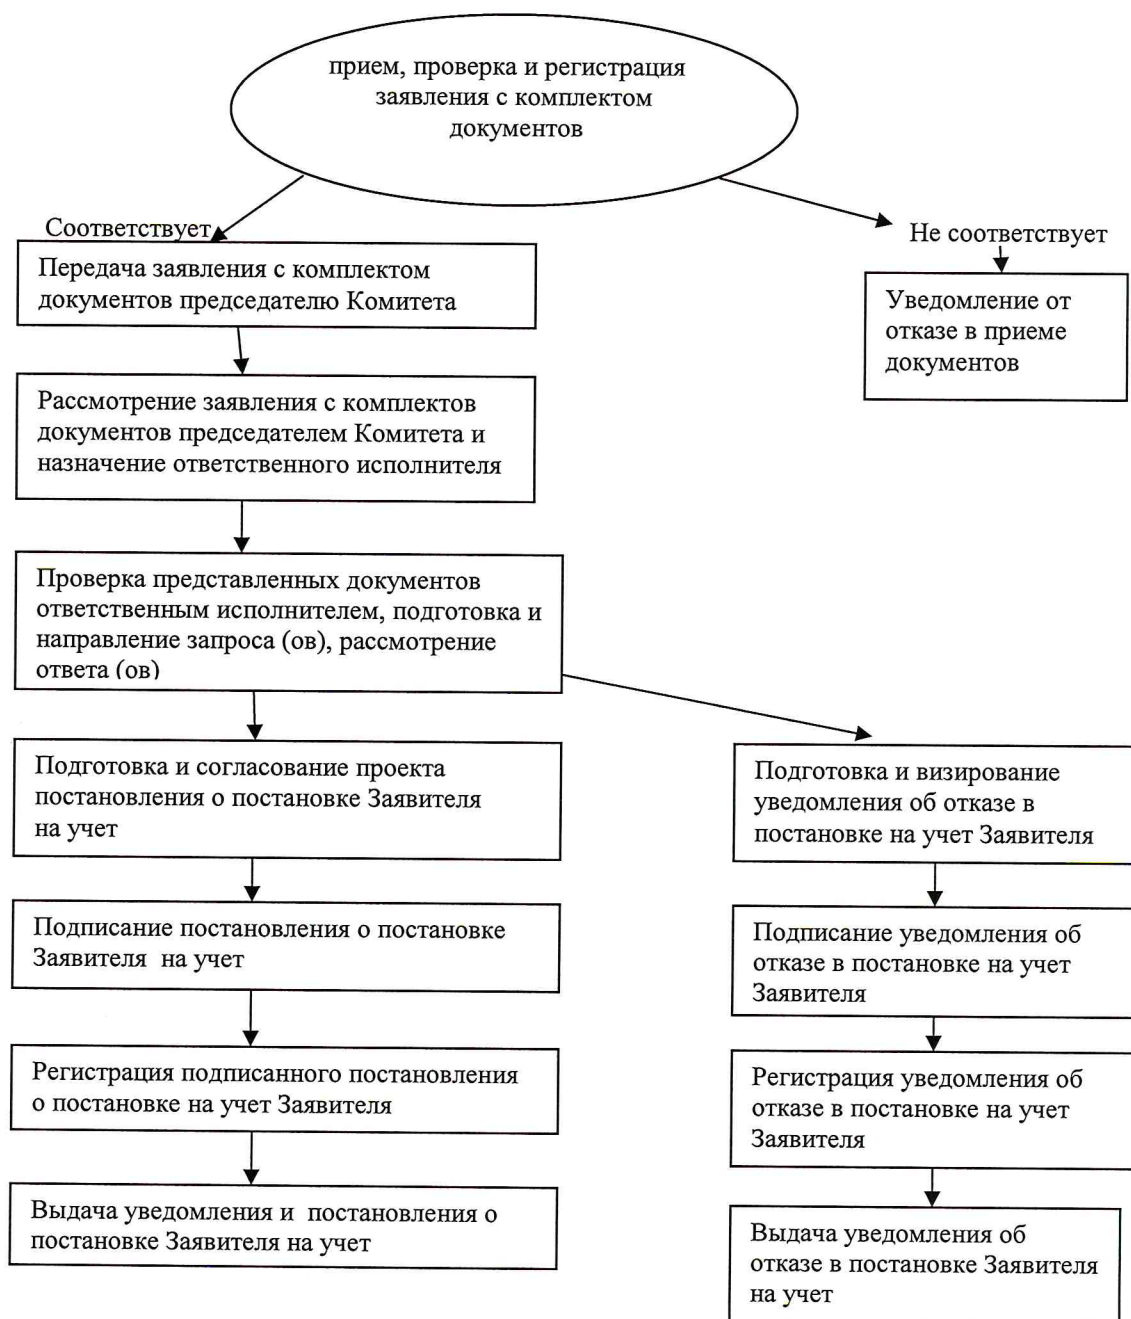 прием, проверка и регистрация
заявления с комплектом
документов
Соответствует
Не соответствует
Передача заявления с комплектом
документов председателю Комитета
Уведомление от
отказе в приеме
документов
Рассмотрение заявления с комплектов
документов председателем Комитета и
назначение ответственного исполнителя
Проверка представленных документов
ответственным исполнителем, подготовка и
направление запроса (ов), рассмотрение
ответа (ов)
Подготовка и согласование проекта
постановления о постановке Заявителя
на учет
Подготовка и визирование
уведомления об отказе в
постановке на учет Заявителя
Подписание постановления о постановке
Заявителя на учет
Подписание уведомления об
отказе в постановке на учет
Заявителя
Регистрация подписанного постановления
о постановке на учет Заявителя
Регистрация уведомления об
отказе в постановке на учет
Заявителя
Выдача уведомления и постановления о
постановке Заявителя на учет
Выдача уведомления об
отказе в постановке Заявителя
на учет